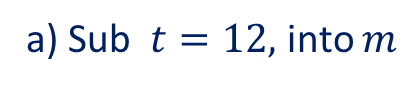 a) Sub t = 12, into m